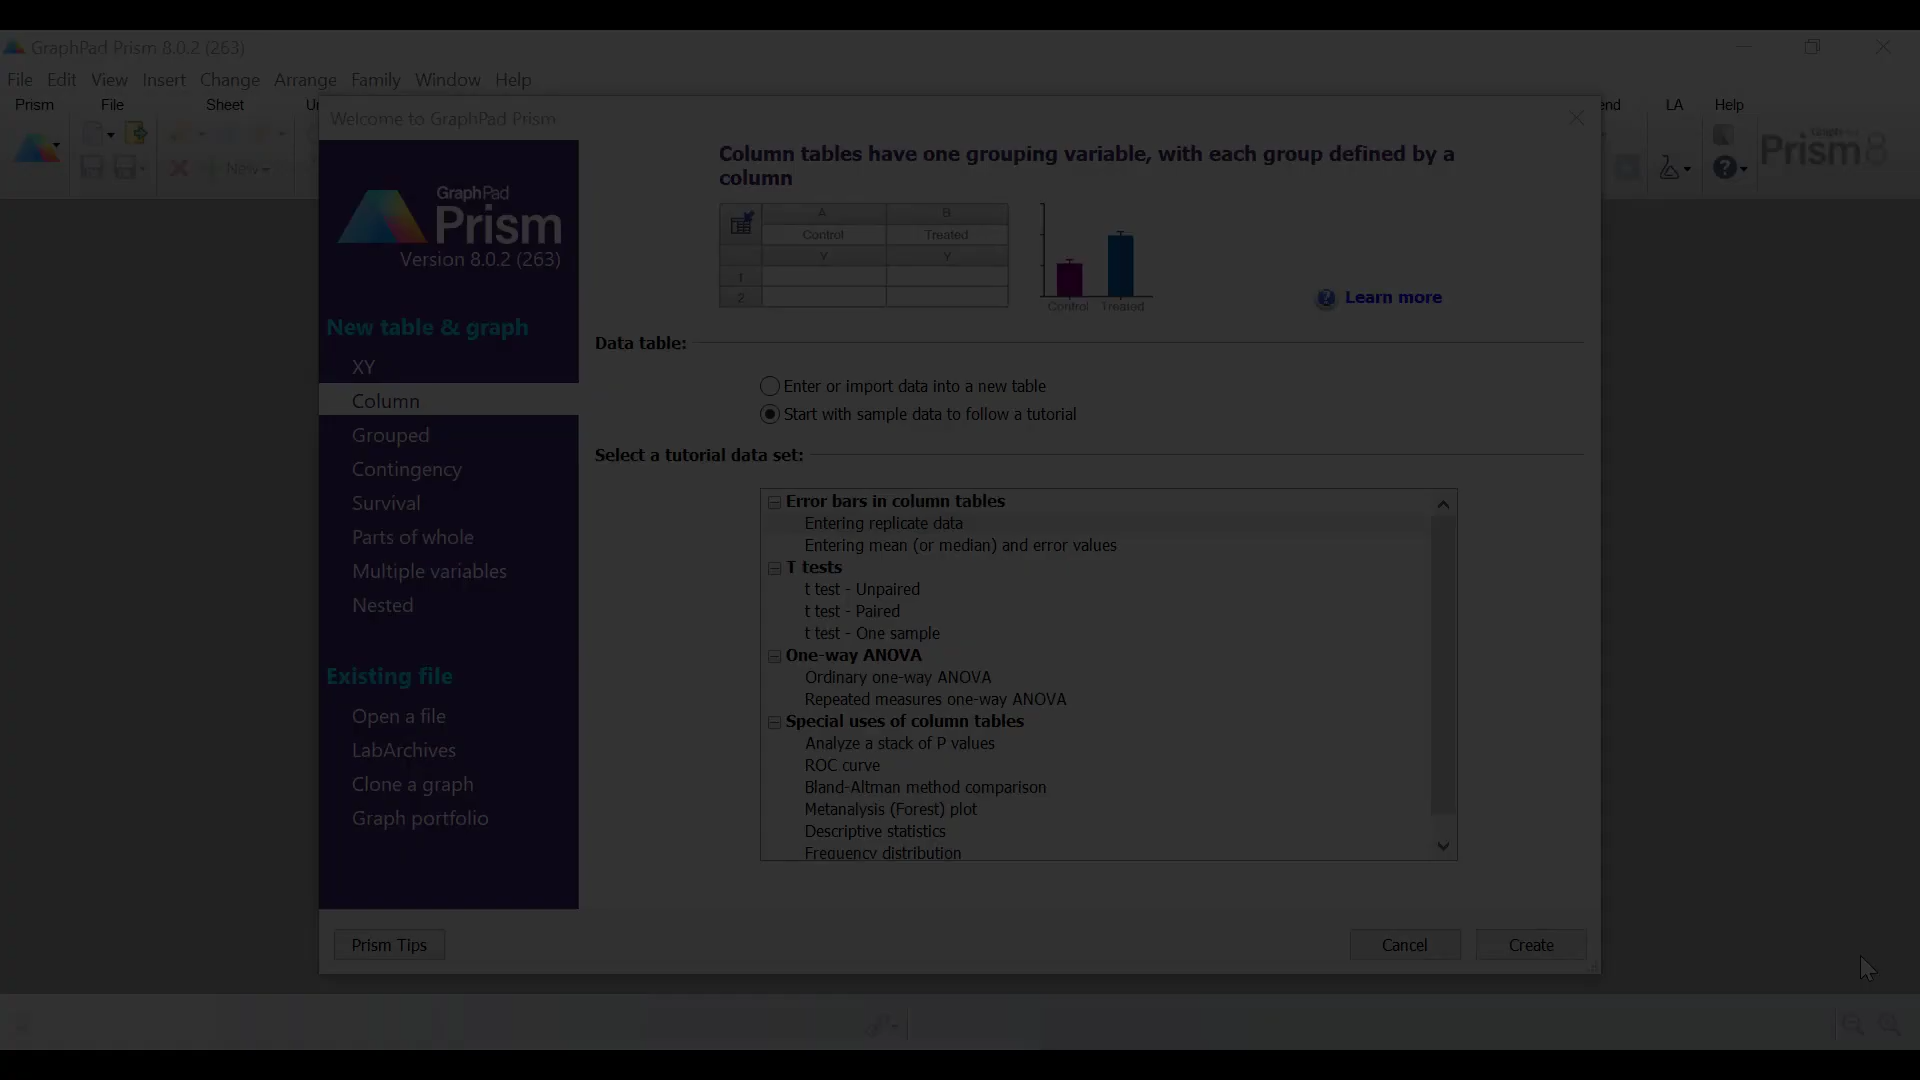 GraphPad Prism 8.0.2 (263)
File Edit View Insert Change Arrange Family Window Help
Prism File Sheet
LA Help
New
Graph
Prism 8
Welcome to GraphPad Prism
GraphPad
Prism
Version 8.0.2 (263)
New table & graph
XY
Column
Grouped
Contingency
Survival
Parts of whole
Multiple variables
Nested
Existing file
Open a file
LabArchives
Clone a graph
Graph portfolio
Column tables have one grouping variable, with each group defined by a
column
A B
Control Treated
Y Y
1
2
Control Treated
Learn more
Data table:
Enter or import data into a new table
Start with sample data to follow a tutorial
Select a tutorial data set:
Error bars in column tables
Entering replicate data
Entering mean (or median) and error values
T tests
t test - Unpaired
t test - Paired
t test - One sample
One-way ANOVA
Ordinary one-way ANOVA
Repeated measures one-way ANOVA
Special uses of column tables
Analyze a stack of P values
ROC curve
Bland-Altman method comparison
Metanalysis (Forest) plot
Descriptive statistics
Frequency distribution
Prism Tips
Cancel
Create